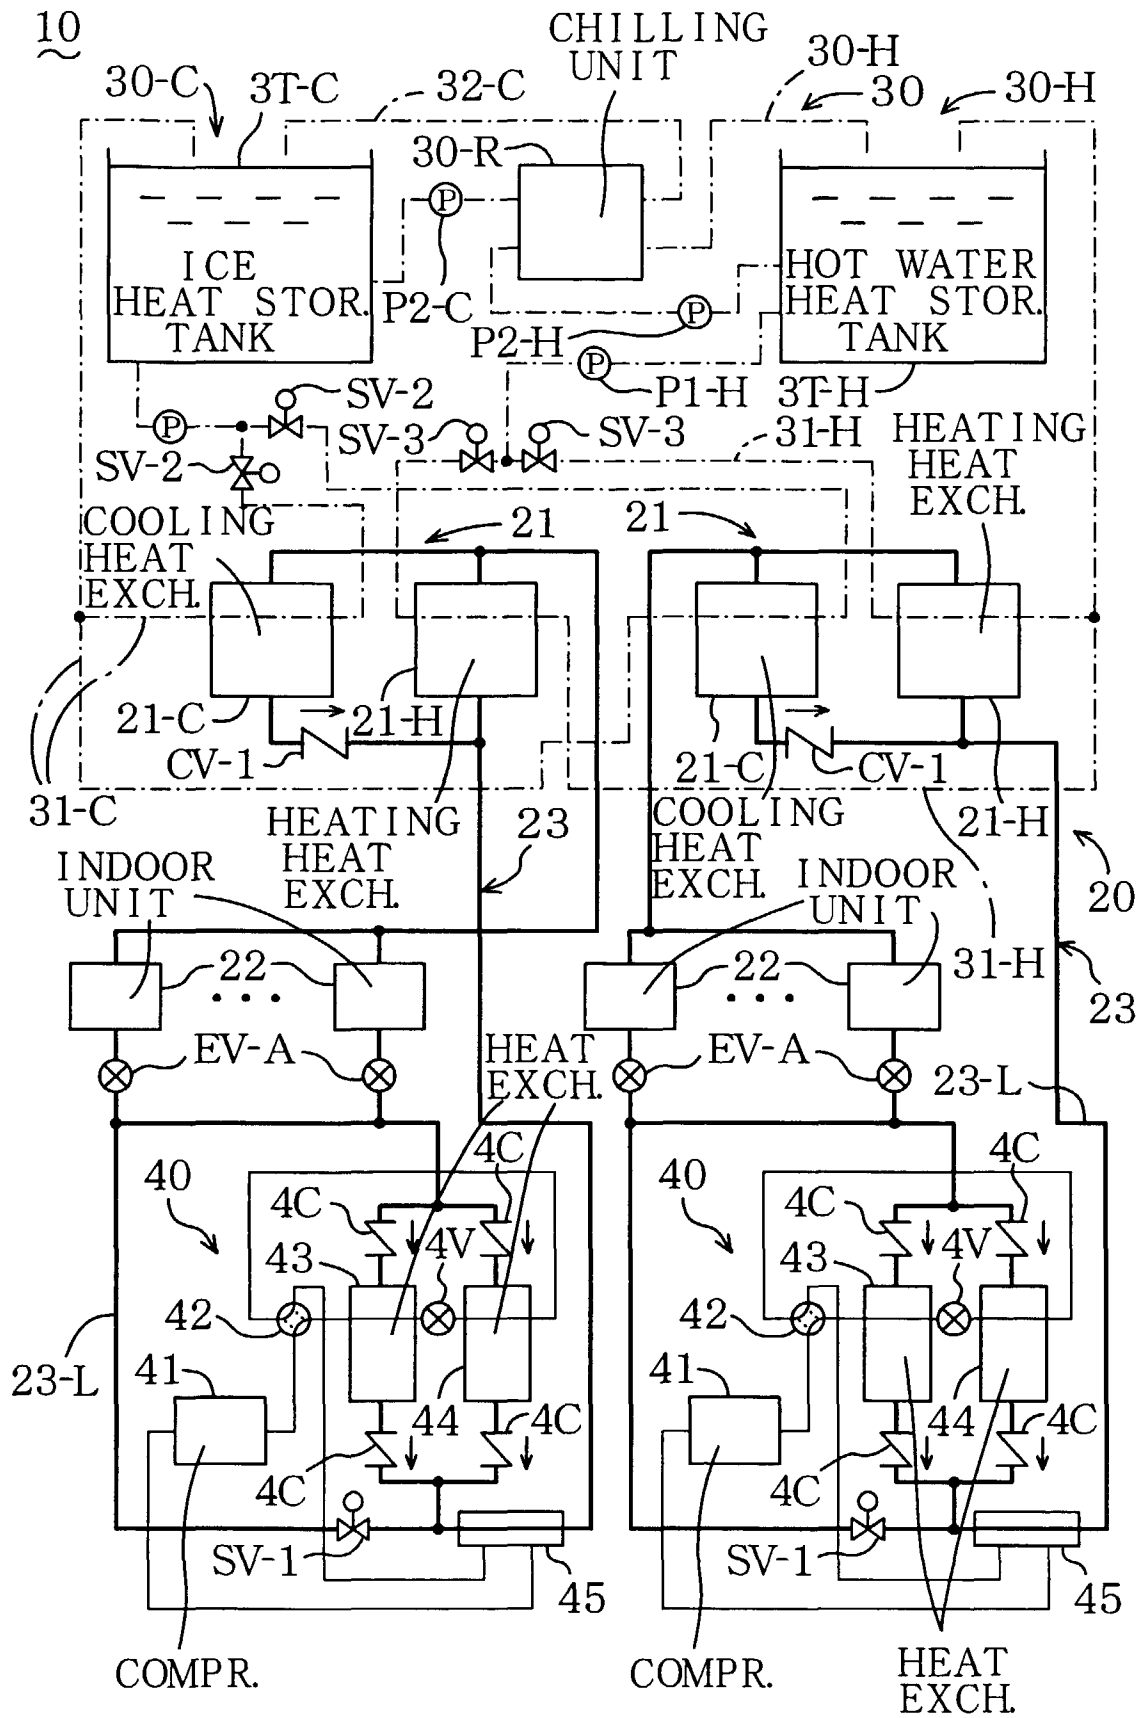 10
CHILLING
UNIT
30-C
3T-C
32-C
30-R
30-H
30
30-H
P
P
P
P
ICE
HEAT STOR.
TANK
P2-C
P2-H
P1-H
HOT WATER
HEAT STOR.
TANK
3T-H
SV-2
SV-2
SV-3
SV-3
31-H
HEATING
HEAT
EXCH.
COOLING
HEAT
EXCH.
21
21
21-C
21-H
21-C
21-H
CV-1
CV-1
31-C
HEATING
HEAT
EXCH.
23
COOLING
HEAT
EXCH.
20
INDOOR
UNIT
INDOOR
UNIT
31-H
23
22
22
EV-A
EV-A
HEAT
EXCH.
23-L
40
4C
4C
43
4V
42
41
44
4C
4C
23-L
SV-1
45
COMPR.
40
4C
4C
43
4V
42
41
44
4C
4C
SV-1
45
COMPR.
HEAT
EXCH.